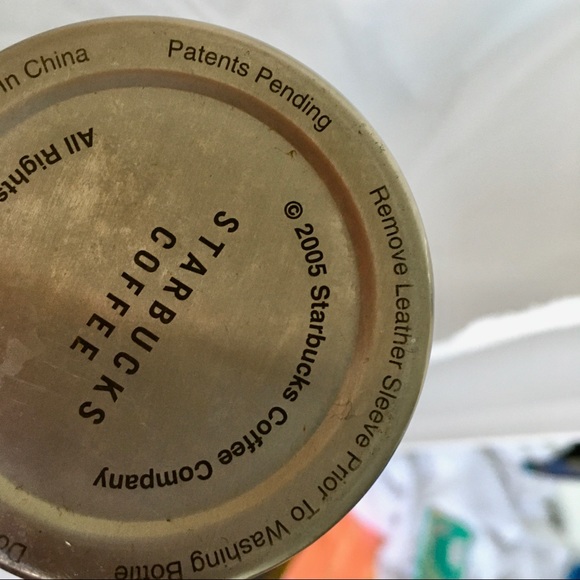 In China
Patents Pending
Remove Leather Sleeve Prior To Washing Bottle
All Rights
© 2005 Starbucks Coffee Company
STARBUCKS
COFFEE